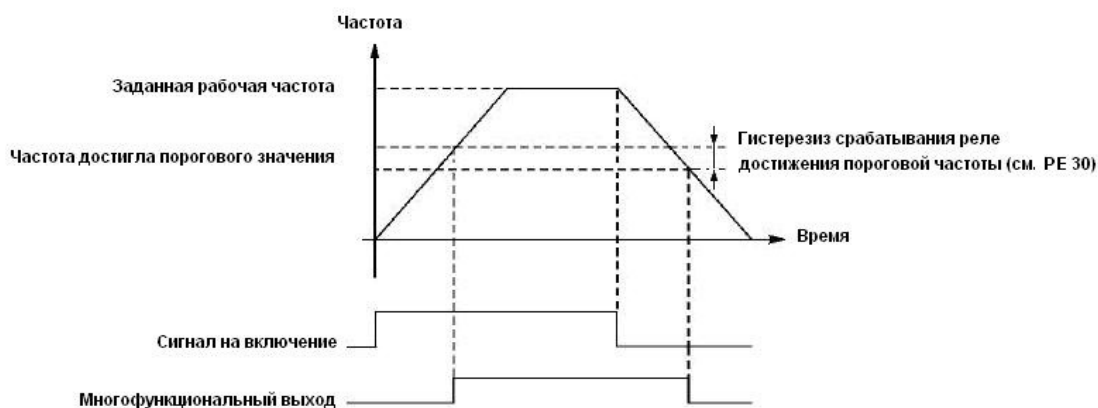 Частота
Заданная рабочая частота
Частота достигла порогового значения
Гистерезиз срабатывания реле
достижения пороговой частоты (см. PE 30)
Время
Сигнал на включение
Многофункциональный выход